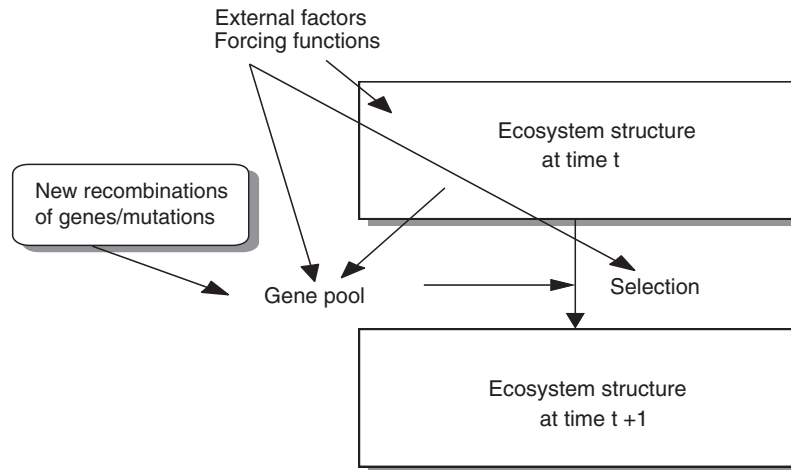 External factors
Forcing functions
Ecosystem structure
at time t
New recombinations
of genes/mutations
Gene pool
Selection
Ecosystem structure
at time t +1